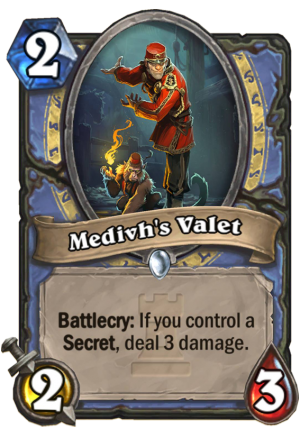 2
Medivh's Valet
Battlecry: If you control a
Secret, deal 3 damage.
2
3